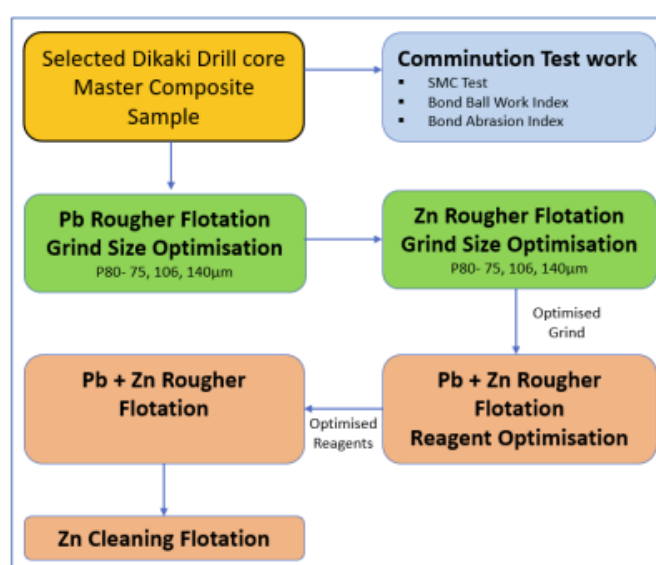 Selected Dikaki Drill core
Master Composite
Sample
Comminution Test work
▪ SMC Test
▪ Bond Ball Work Index
▪ Bond Abrasion Index
Pb Rougher Flotation
Grind Size Optimisation
P80- 75, 106, 140µm
Zn Rougher Flotation
Grind Size Optimisation
P80- 75, 106, 140µm
Optimised
Grind
Pb + Zn Rougher
Flotation
Reagent Optimisation
Optimised
Reagents
Pb + Zn Rougher
Flotation
Zn Cleaning Flotation